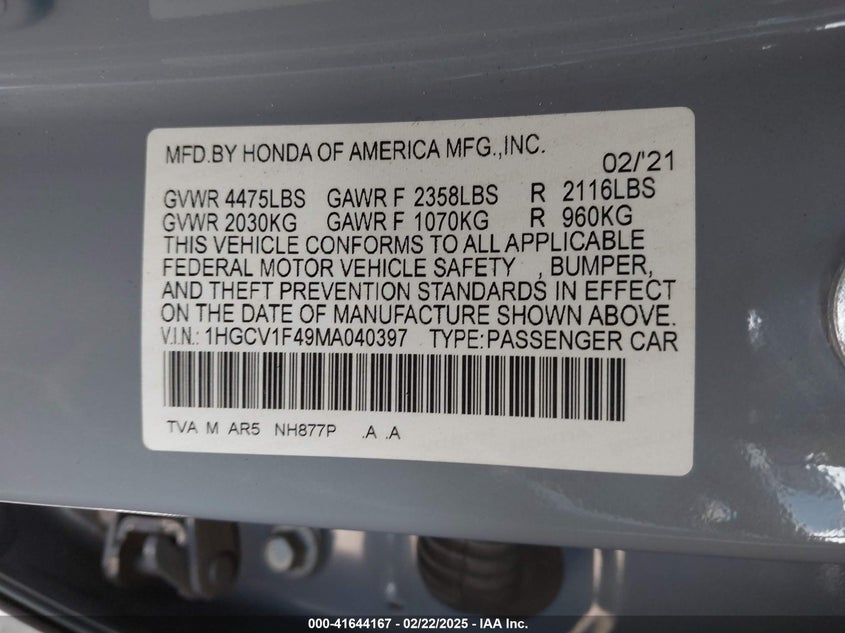 MFD.BY HONDA OF AMERICA MFG.,INC.
02/'21
GVWR 4475LBS GAWR F 2358LBS R 2116LBS
GVWR 2030KG GAWR F 1070KG R 960KG
THIS VEHICLE CONFORMS TO ALL APPLICABLE
FEDERAL MOTOR VEHICLE SAFETY , BUMPER,
AND THEFT PREVENTION STANDARDS IN EFFECT
ON THE DATE OF MANUFACTURE SHOWN ABOVE.
V.I.N.: 1HGCV1F49MA040397 TYPE:PASSENGER CAR
TVA M AR5 NH877P .A .A
000-41644167 - 02/22/2025 - IAA Inc.